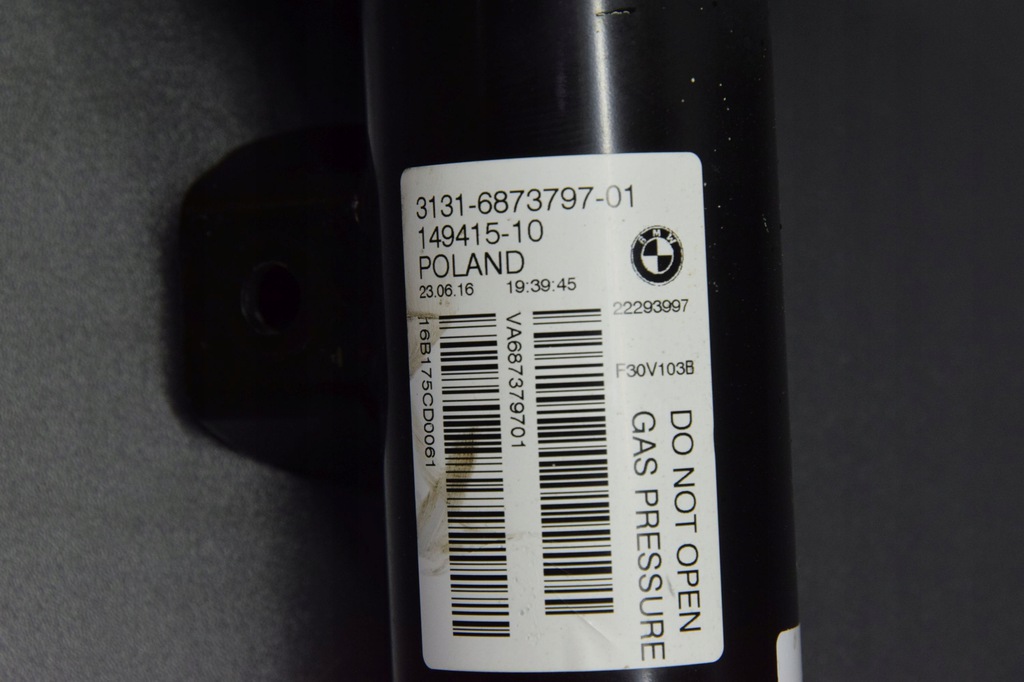 3131-6873797-01
149415-10
POLAND
23.06.16 19:39:45
BMW
22293997
F30V103B
16B175CD0061
VA687379701
DO NOT OPEN
GAS PRESSURE